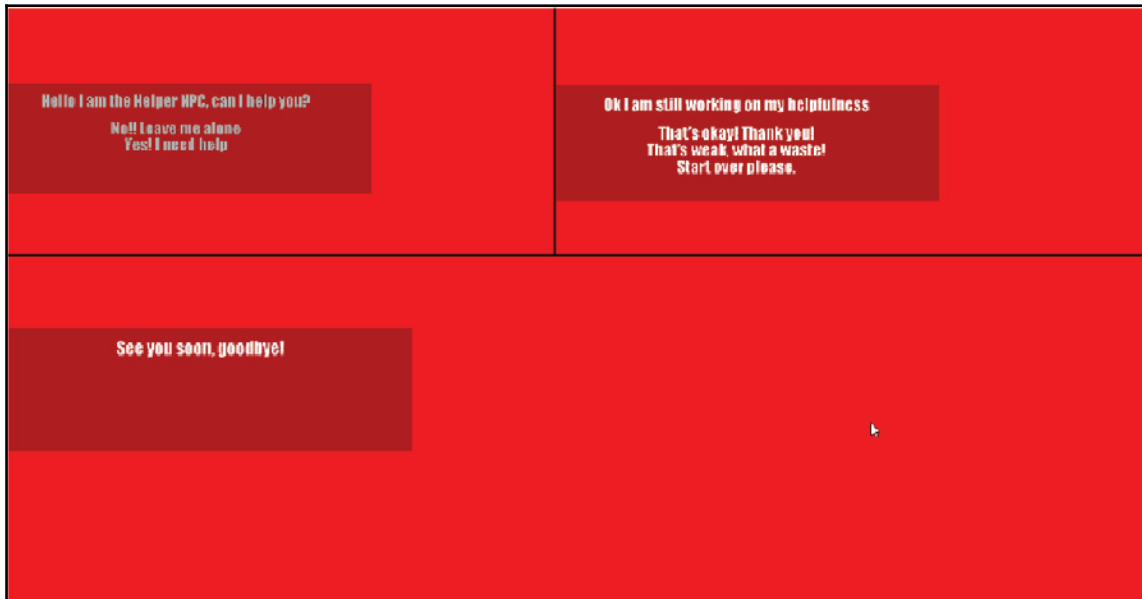 Hello I am the Helper NPC, can I help you?
No!! Leave me alone
Yes! I need help
Ok I am still working on my helpfulness
That's okay! Thank you!
That's weak, what a waste!
Start over please.
See you soon, goodbye!